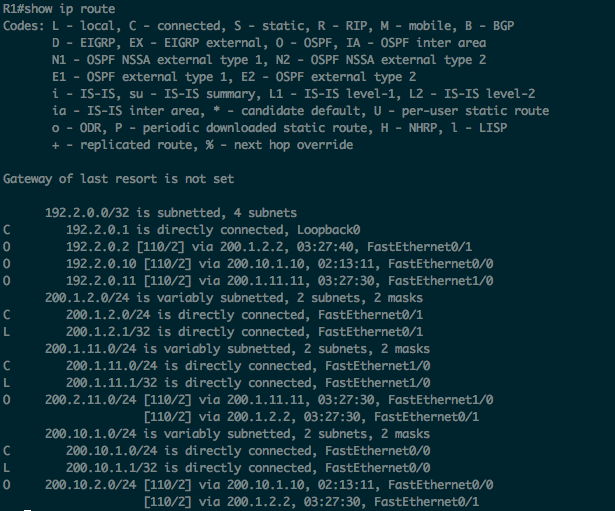 R1#show ip route
Codes: L - local, C - connected, S - static, R - RIP, M - mobile, B - BGP
       D - EIGRP, EX - EIGRP external, O - OSPF, IA - OSPF inter area
       N1 - OSPF NSSA external type 1, N2 - OSPF NSSA external type 2
       E1 - OSPF external type 1, E2 - OSPF external type 2
       i - IS-IS, su - IS-IS summary, L1 - IS-IS level-1, L2 - IS-IS level-2
       ia - IS-IS inter area, * - candidate default, U - per-user static route
       o - ODR, P - periodic downloaded static route, H - NHRP, l - LISP
       + - replicated route, % - next hop override
Gateway of last resort is not set
      192.2.0.0/32 is subnetted, 4 subnets
C        192.2.0.1 is directly connected, Loopback0
O        192.2.0.2 [110/2] via 200.1.2.2, 03:27:40, FastEthernet0/1
O        192.2.0.10 [110/2] via 200.10.1.10, 02:13:11, FastEthernet0/0
O        192.2.0.11 [110/2] via 200.1.11.11, 03:27:30, FastEthernet1/0
      200.1.2.0/24 is variably subnetted, 2 subnets, 2 masks
C        200.1.2.0/24 is directly connected, FastEthernet0/1
L        200.1.2.1/32 is directly connected, FastEthernet0/1
      200.1.11.0/24 is variably subnetted, 2 subnets, 2 masks
C        200.1.11.0/24 is directly connected, FastEthernet1/0
L        200.1.11.1/32 is directly connected, FastEthernet1/0
O     200.2.11.0/24 [110/2] via 200.1.11.11, 03:27:30, FastEthernet1/0
                    [110/2] via 200.1.2.2, 03:27:30, FastEthernet0/1
      200.10.1.0/24 is variably subnetted, 2 subnets, 2 masks
C        200.10.1.0/24 is directly connected, FastEthernet0/0
L        200.10.1.1/32 is directly connected, FastEthernet0/0
O     200.10.2.0/24 [110/2] via 200.10.1.10, 02:13:11, FastEthernet0/0
                    [110/2] via 200.1.2.2, 03:27:30, FastEthernet0/1